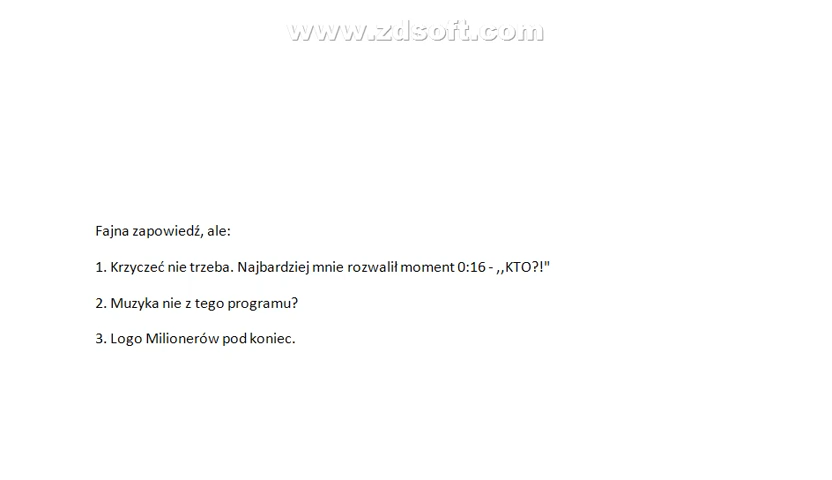 www.zdsoft.com
Fajna zapowiedź, ale:
1. Krzyczeć nie trzeba. Najbardziej mnie rozwalił moment 0:16 - ,,KTO?!"
2. Muzyka nie z tego programu?
3. Logo Milionerów pod koniec.